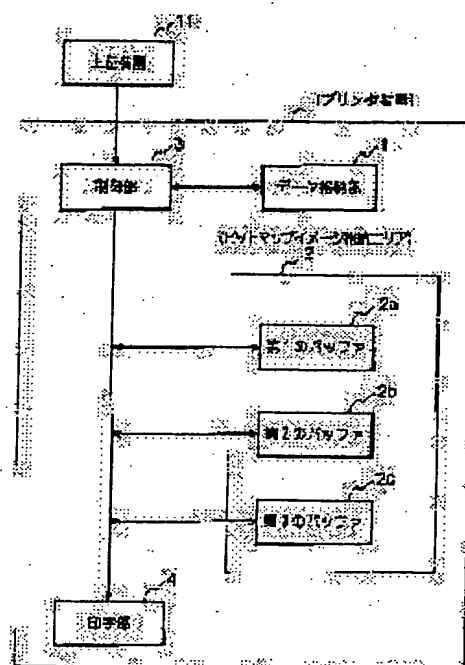 11
上位装置
(プリンタ装置)
3
1
制御部
データ格納部
(ドットマップイメージ格納エリア)
2
2a
第1のバッファ
2b
第2のバッファ
2c
第3のバッファ
4
印字部